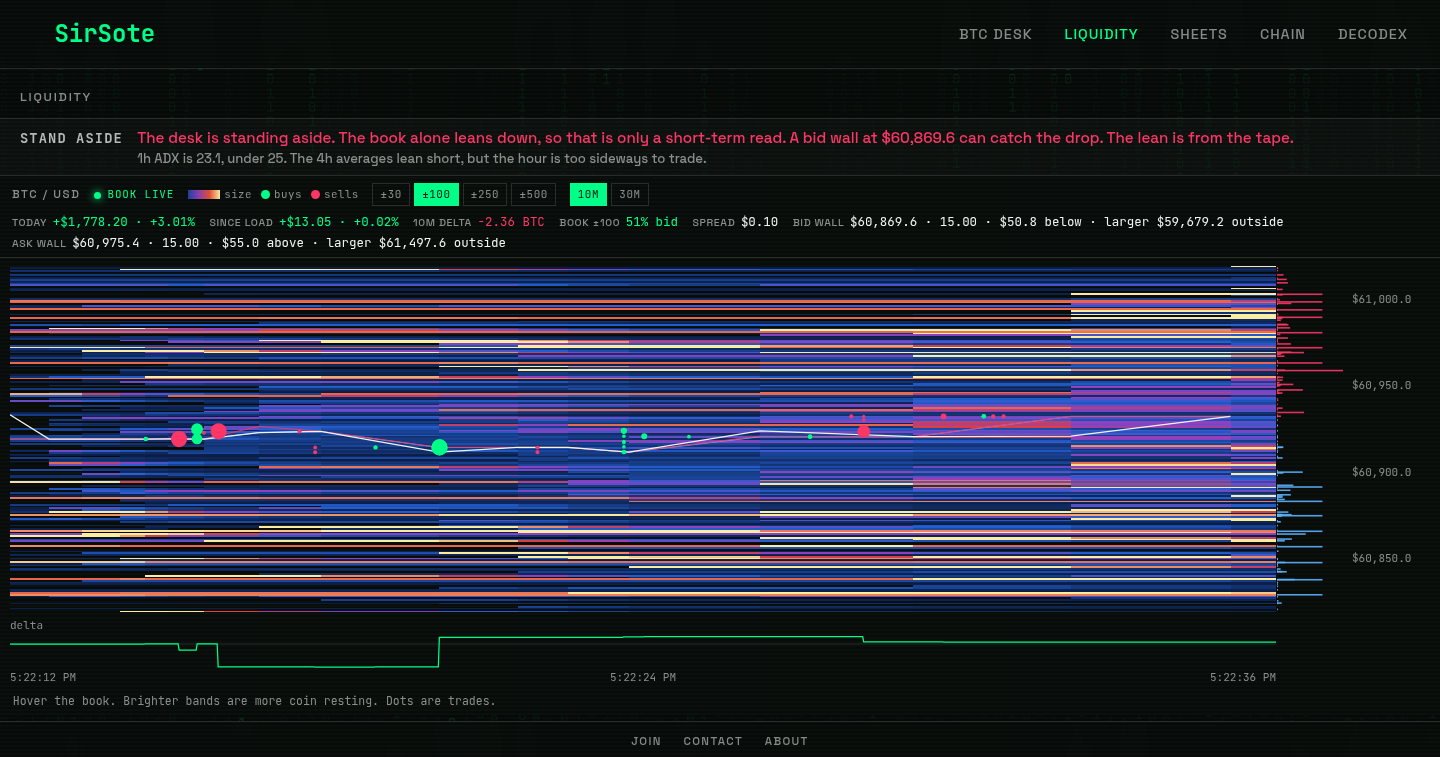 SirSote
BTC DESK LIQUIDITY SHEETS CHAIN DECODEX
LIQUIDITY
STAND ASIDE The desk is standing aside. The book alone leans down, so that is only a short-term read. A bid wall at $60,869.6 can catch the drop. The lean is from the tape.
1h ADX is 23.1, under 25. The 4h averages lean short, but the hour is too sideways to trade.
BTC / USD BOOK LIVE size buys sells ±30 ±100 ±250 ±500 10M 30M
TODAY +$1,778.20 · +3.01% SINCE LOAD +$13.05 · +0.02% 10M DELTA -2.36 BTC BOOK ±100 51% bid SPREAD $0.10 BID WALL $60,869.6 · 15.00 · $50.8 below · larger $59,679.2 outside
ASK WALL $60,975.4 · 15.00 · $55.0 above · larger $61,497.6 outside
$61,000.0
$60,950.0
$60,900.0
$60,850.0
delta
5:22:12 PM 5:22:24 PM 5:22:36 PM
Hover the book. Brighter bands are more coin resting. Dots are trades.
JOIN CONTACT ABOUT